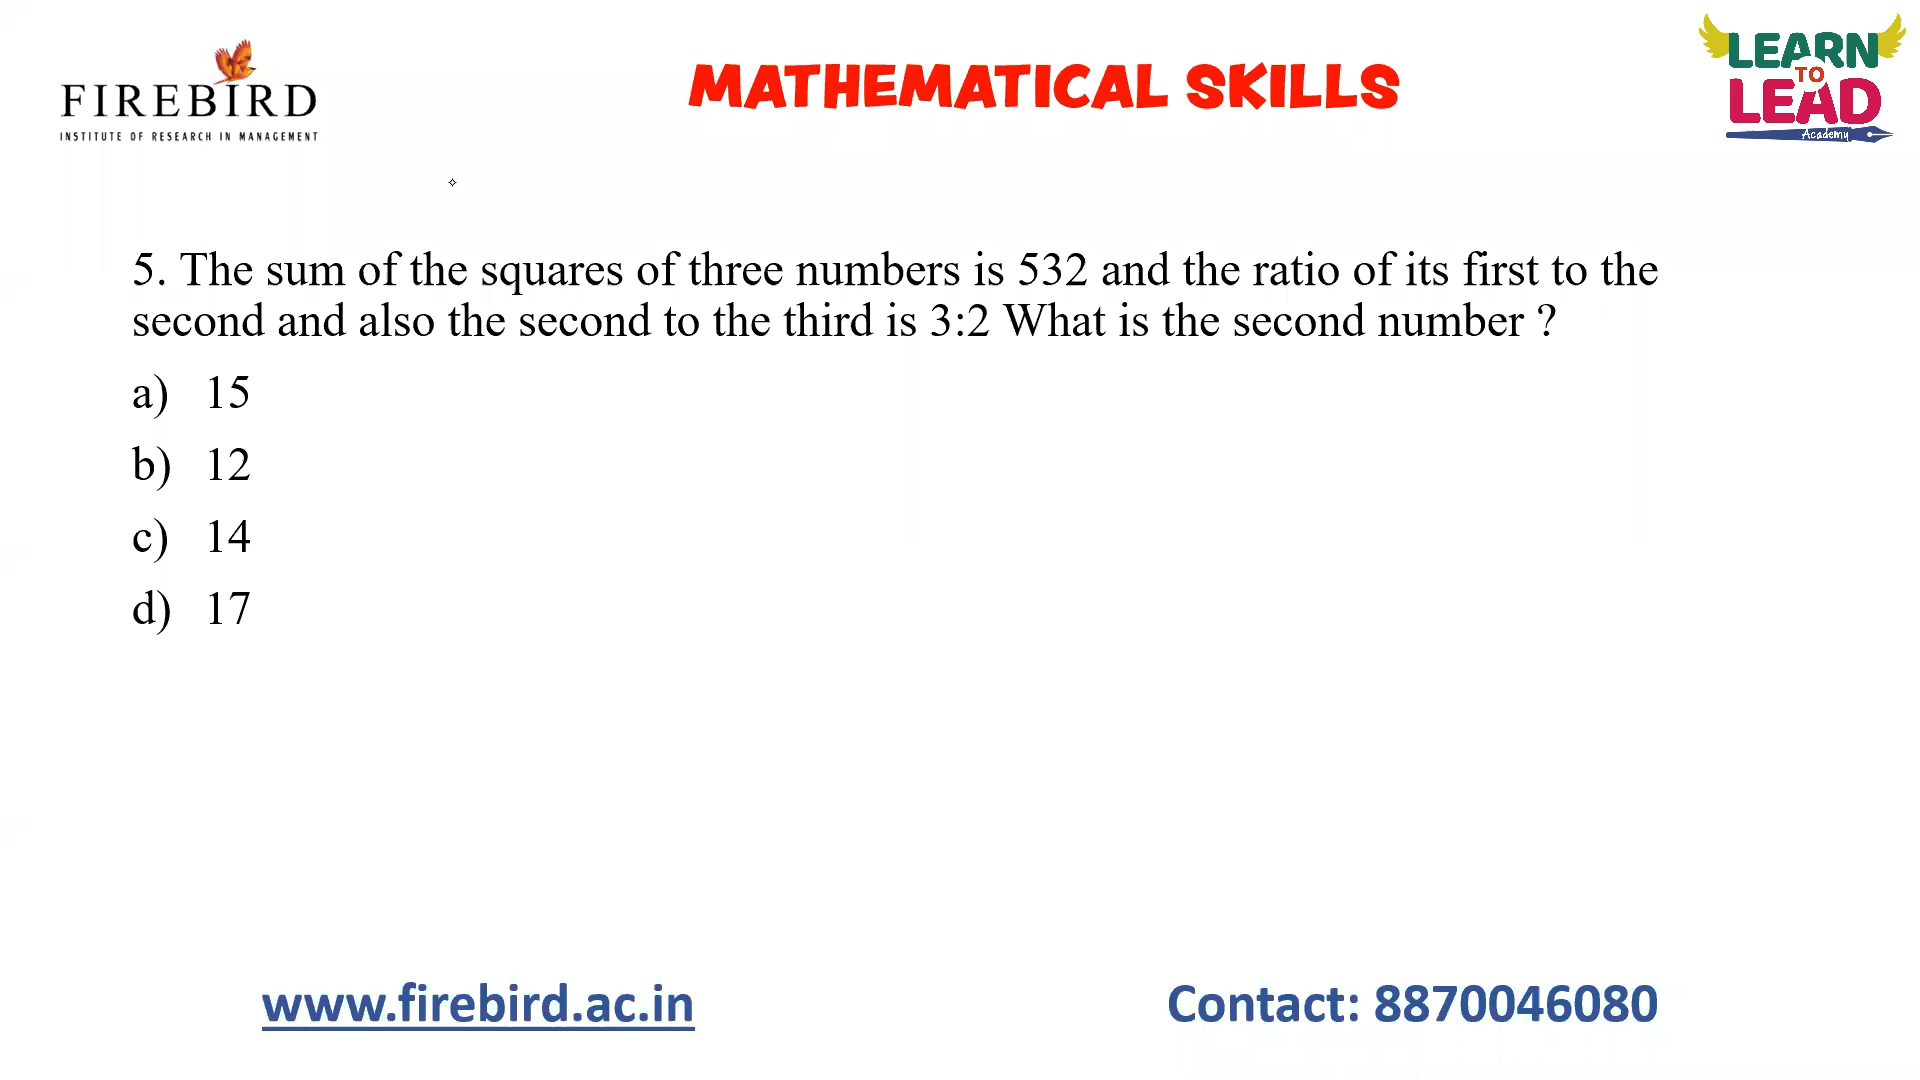 FIREBIRD
INSTITUTE OF RESEARCH IN MANAGEMENT
MATHEMATICAL SKILLS
LEARN
TO
LEAD
Academy
5. The sum of the squares of three numbers is 532 and the ratio of its first to the
second and also the second to the third is 3:2 What is the second number ?
a) 15
b) 12
c) 14
d) 17
www.firebird.ac.in
Contact: 8870046080